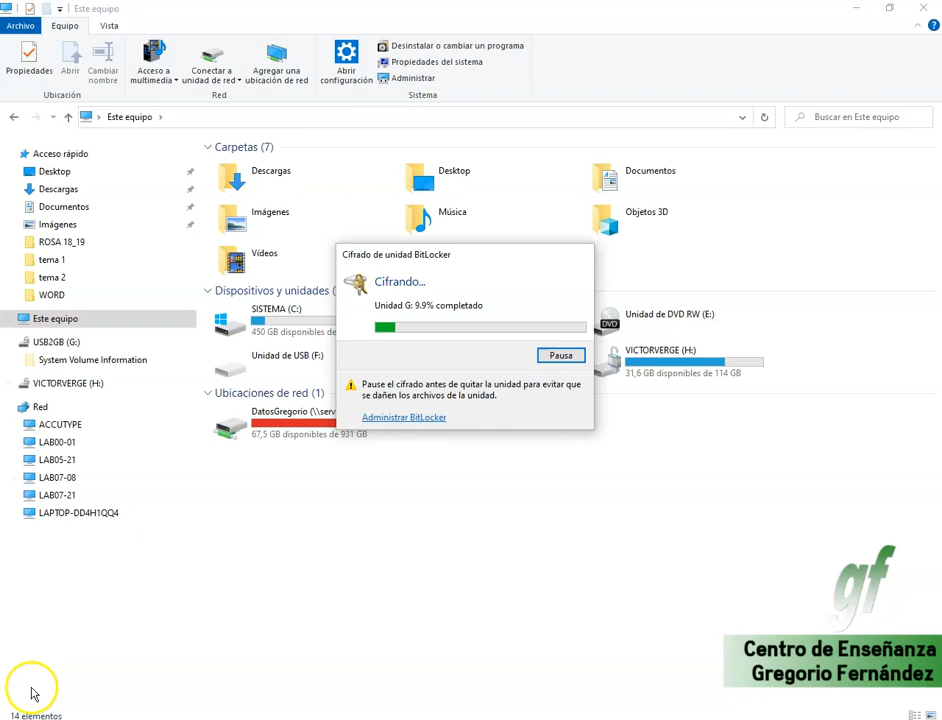 Este equipo
Archivo Equipo Vista
Propiedades Abrir Cambiar nombre
Ubicación
Acceso a multimedia Conectar a unidad de red Agregar una ubicación de red
Red
Abrir configuración
Desinstalar o cambiar un programa
Propiedades del sistema
Administrar
Sistema
Este equipo
Buscar en Este equipo
Acceso rápido
Desktop
Descargas
Documentos
Imágenes
ROSA 18_19
tema 1
tema 2
WORD
Este equipo
USB2GB (G:)
System Volume Information
VICTORVERGE (H:)
Red
ACCUTYPE
LAB00-01
LAB05-21
LAB07-08
LAB07-21
LAPTOP-DD4H1QQ4
Carpetas (7)
Descargas Desktop Documentos
Imágenes Música Objetos 3D
Vídeos
Dispositivos y unidades (
SISTEMA (C:)
450 GB disponibles de
Unidad de DVD RW (E:)
DVD
Unidad de USB (F:)
VICTORVERGE (H:)
31,6 GB disponibles de 114 GB
Ubicaciones de red (1)
DatosGregorio (\\serv
67,5 GB disponibles de 931 GB
Cifrado de unidad BitLocker
Cifrando...
Unidad G: 9.9% completado
Pausa
Pause el cifrado antes de quitar la unidad para evitar que
se dañen los archivos de la unidad.
Administrar BitLocker
gf
Centro de Enseñanza
Gregorio Fernández
14 elementos